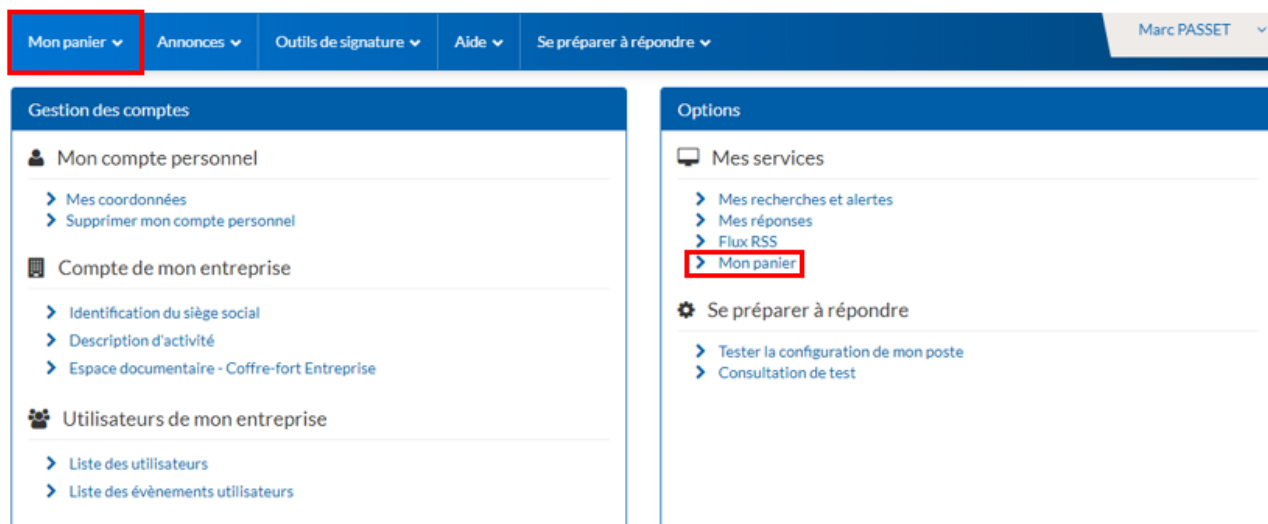 Mon panier
Annonces
Outils de signature
Aide
Se préparer à répondre
Marc PASSET
Gestion des comptes
Mon compte personnel
Mes coordonnées
Supprimer mon compte personnel
Compte de mon entreprise
Identification du siège social
Description d'activité
Espace documentaire - Coffre-fort Entreprise
Utilisateurs de mon entreprise
Liste des utilisateurs
Liste des évènements utilisateurs
Options
Mes services
Mes recherches et alertes
Mes réponses
Flux RSS
Mon panier
Se préparer à répondre
Tester la configuration de mon poste
Consultation de test